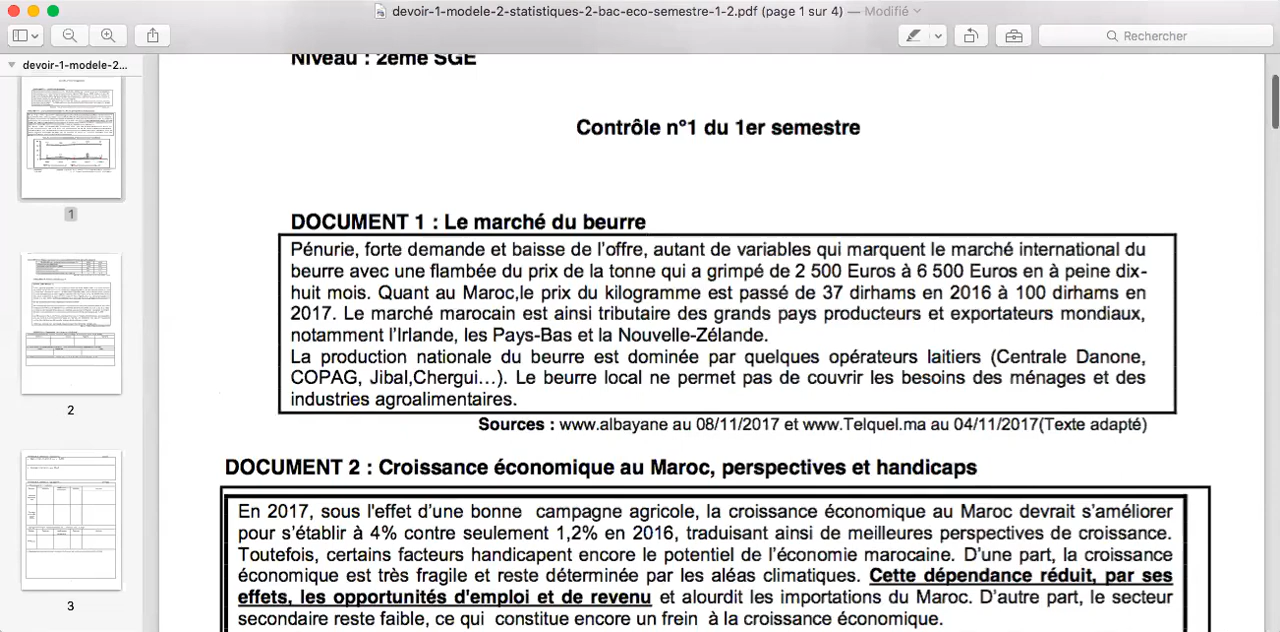 devoir-1-modele-2-statistiques-2-bac-eco-semestre-1-2.pdf (page 1 sur 4) — Modifié
Rechercher
devoir-1-modele-2...
1
2
3
Niveau : 2ème SGE
Contrôle n°1 du 1er semestre
DOCUMENT 1 : Le marché du beurre
Pénurie, forte demande et baisse de l'offre, autant de variables qui marquent le marché international du
beurre avec une flambée du prix de la tonne qui a grimpé de 2 500 Euros à 6 500 Euros en à peine dix-
huit mois. Quant au Maroc,le prix du kilogramme est passé de 37 dirhams en 2016 à 100 dirhams en
2017. Le marché marocain est ainsi tributaire des grands pays producteurs et exportateurs mondiaux,
notamment l'Irlande, les Pays-Bas et la Nouvelle-Zélande.
La production nationale du beurre est dominée par quelques opérateurs laitiers (Centrale Danone,
COPAG, Jibal,Chergui...). Le beurre local ne permet pas de couvrir les besoins des ménages et des
industries agroalimentaires.
Sources : www.albayane au 08/11/2017 et www.Telquel.ma au 04/11/2017(Texte adapté)
DOCUMENT 2 : Croissance économique au Maroc, perspectives et handicaps
En 2017, sous l'effet d'une bonne campagne agricole, la croissance économique au Maroc devrait s'améliorer
pour s'établir à 4% contre seulement 1,2% en 2016, traduisant ainsi de meilleures perspectives de croissance.
Toutefois, certains facteurs handicapent encore le potentiel de l'économie marocaine. D'une part, la croissance
économique est très fragile et reste déterminée par les aléas climatiques. Cette dépendance réduit, par ses
effets, les opportunités d'emploi et de revenu et alourdit les importations du Maroc. D'autre part, le secteur
secondaire reste faible, ce qui constitue encore un frein à la croissance économique.